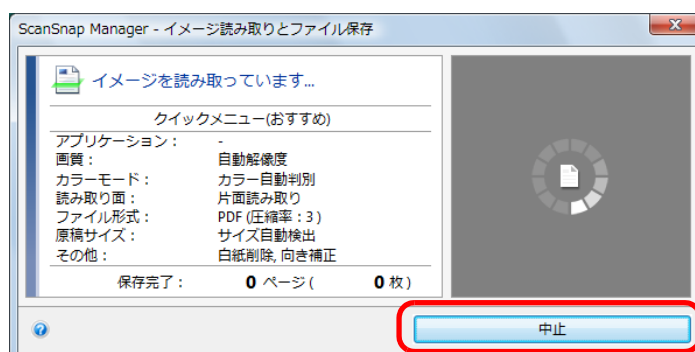 ScanSnap Manager - イメージ読み取りとファイル保存
イメージを読み取っています...
クイックメニュー(おすすめ)
アプリケーション： -
画質： 自動解像度
カラーモード： カラー自動判別
読み取り面： 片面読み取り
ファイル形式： PDF (圧縮率：3)
原稿サイズ： サイズ自動検出
その他： 白紙削除, 向き補正
保存完了： 0 ページ ( 0 枚 )
中止